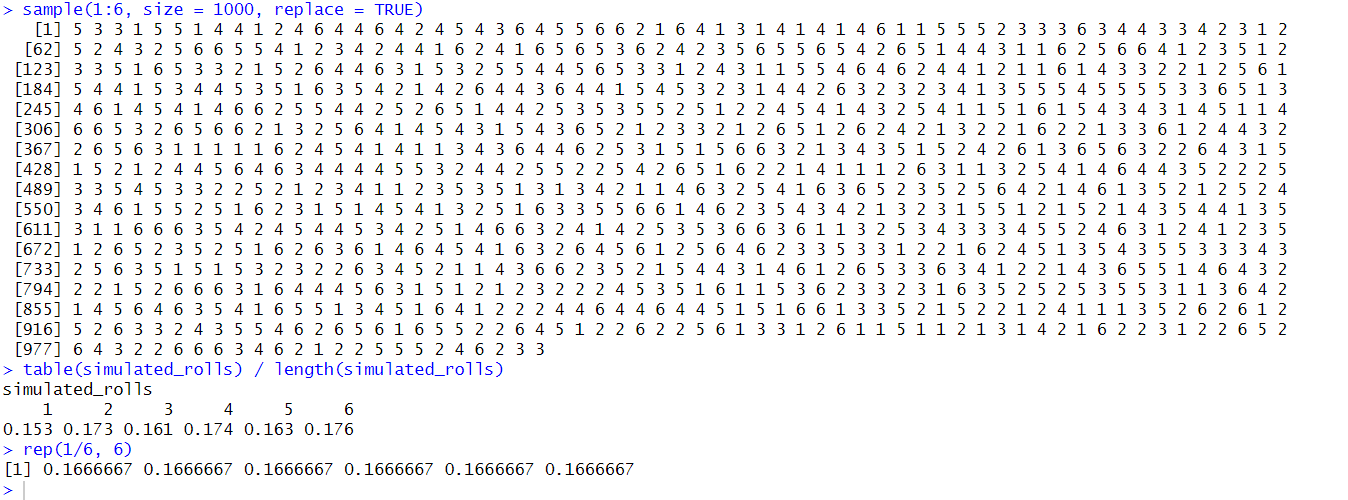 > sample(1:6, size = 1000, replace = TRUE)
[1] 5 3 3 1 5 5 1 4 4 1 2 4 6 4 4 6 4 2 4 5 4 3 6 4 5 5 6 6 2 1 6 4 1 3 1 4 1 4 1 4 6 1 1 5 5 5 2 3 3 3 6 3 4 4 3 3 4 2 3 1 2
[62] 5 2 4 3 2 5 6 6 5 5 4 1 2 3 4 2 4 4 1 6 2 4 1 6 5 6 5 3 6 2 4 2 3 5 6 5 5 6 5 4 2 6 5 1 4 4 3 1 1 6 2 5 6 6 4 1 2 3 5 1 2
[123] 3 3 5 1 6 5 3 3 2 1 5 2 6 4 4 6 3 1 5 3 2 5 5 4 4 5 6 5 3 3 1 2 4 3 1 1 5 5 4 6 4 6 2 4 4 1 2 1 1 6 1 4 3 3 2 2 1 2 5 6 1
[184] 5 4 4 1 5 3 4 4 5 3 5 1 6 3 5 4 2 1 4 2 6 4 4 3 6 4 4 1 5 4 5 3 2 3 1 4 4 2 6 3 2 3 2 3 4 1 3 5 5 5 4 5 5 5 5 3 3 6 5 1 3
[245] 4 6 1 4 5 4 1 4 6 6 2 5 5 4 4 2 5 2 6 5 1 4 4 2 5 3 5 3 5 5 2 5 1 2 2 4 5 4 1 4 3 2 5 4 1 1 5 1 6 1 5 4 3 4 3 1 4 5 1 1 4
[306] 6 6 5 3 2 6 5 6 6 2 1 3 2 5 6 4 1 4 5 4 3 1 5 4 3 6 5 2 1 2 3 3 2 1 2 6 5 1 2 6 2 4 2 1 3 2 2 1 6 2 2 1 3 3 6 1 2 4 4 3 2
[367] 2 6 5 6 3 1 1 1 1 1 6 2 4 5 4 1 4 1 1 3 4 3 6 4 4 6 2 5 3 1 5 1 5 6 6 3 2 1 3 4 3 5 1 5 2 4 2 6 1 3 6 5 6 3 2 2 6 4 3 1 5
[428] 1 5 2 1 2 4 4 5 6 4 6 3 4 4 4 4 5 5 3 2 4 4 2 5 5 2 2 5 4 2 6 5 1 6 2 2 1 4 1 1 1 2 6 3 1 1 3 2 5 4 1 4 6 4 4 3 5 2 2 2 5
[489] 3 3 5 4 5 3 3 2 2 5 2 1 2 3 4 1 1 2 3 5 3 5 1 3 1 3 4 2 1 1 4 6 3 2 5 4 1 6 3 6 5 2 3 5 2 5 6 4 2 1 4 6 1 3 5 2 1 2 5 2 4
[550] 3 4 6 1 5 5 2 5 1 6 2 3 1 5 1 4 5 4 1 3 2 5 1 6 3 3 5 5 6 6 1 4 6 2 3 5 4 3 4 2 1 3 2 3 1 5 5 1 2 1 5 2 1 4 3 5 4 4 1 3 5
[611] 3 1 1 6 6 6 3 5 4 2 4 5 4 4 5 3 4 2 5 1 4 6 6 3 2 4 1 4 2 5 3 5 3 6 6 3 6 1 1 3 2 5 3 4 3 3 3 4 5 5 2 4 6 3 1 2 4 1 2 3 5
[672] 1 2 6 5 2 3 5 2 5 1 6 2 6 3 6 1 4 6 4 5 4 1 6 3 2 6 4 5 6 1 2 5 6 4 6 2 3 3 5 3 3 1 2 2 1 6 2 4 5 1 3 5 4 3 5 5 3 3 3 4 3
[733] 2 5 6 3 5 1 5 1 5 3 2 3 2 2 6 3 4 5 2 1 1 4 3 6 6 2 3 5 2 1 5 4 4 3 1 4 6 1 2 6 5 3 3 6 3 4 1 2 2 1 4 3 6 5 5 1 4 6 4 3 2
[794] 2 2 1 5 2 6 6 6 3 1 6 4 4 4 5 6 3 1 5 1 2 1 2 3 2 2 2 4 5 3 5 1 6 1 1 5 3 6 2 3 3 2 3 1 6 3 5 2 5 2 5 3 5 5 3 1 1 3 6 4 2
[855] 1 4 5 6 4 6 3 5 4 1 6 5 5 1 3 4 5 1 6 4 1 2 2 2 4 4 6 4 4 6 4 4 5 1 5 1 6 6 1 3 3 5 2 1 5 2 2 1 2 4 1 1 1 3 5 2 6 2 6 1 2
[916] 5 2 6 3 3 2 4 3 5 5 4 6 2 6 5 6 1 6 5 5 2 2 6 4 5 1 2 2 6 2 2 5 6 1 3 3 1 2 6 1 1 5 1 1 2 1 3 1 4 2 1 6 2 2 3 1 2 2 6 5 2
[977] 6 4 3 2 2 6 6 6 3 4 6 2 1 2 2 5 5 5 2 4 6 2 3 3
> table(simulated_rolls) / length(simulated_rolls)
simulated_rolls
1 2 3 4 5 6
0.153 0.173 0.161 0.174 0.163 0.176
> rep(1/6, 6)
[1] 0.1666667 0.1666667 0.1666667 0.1666667 0.1666667 0.1666667
>